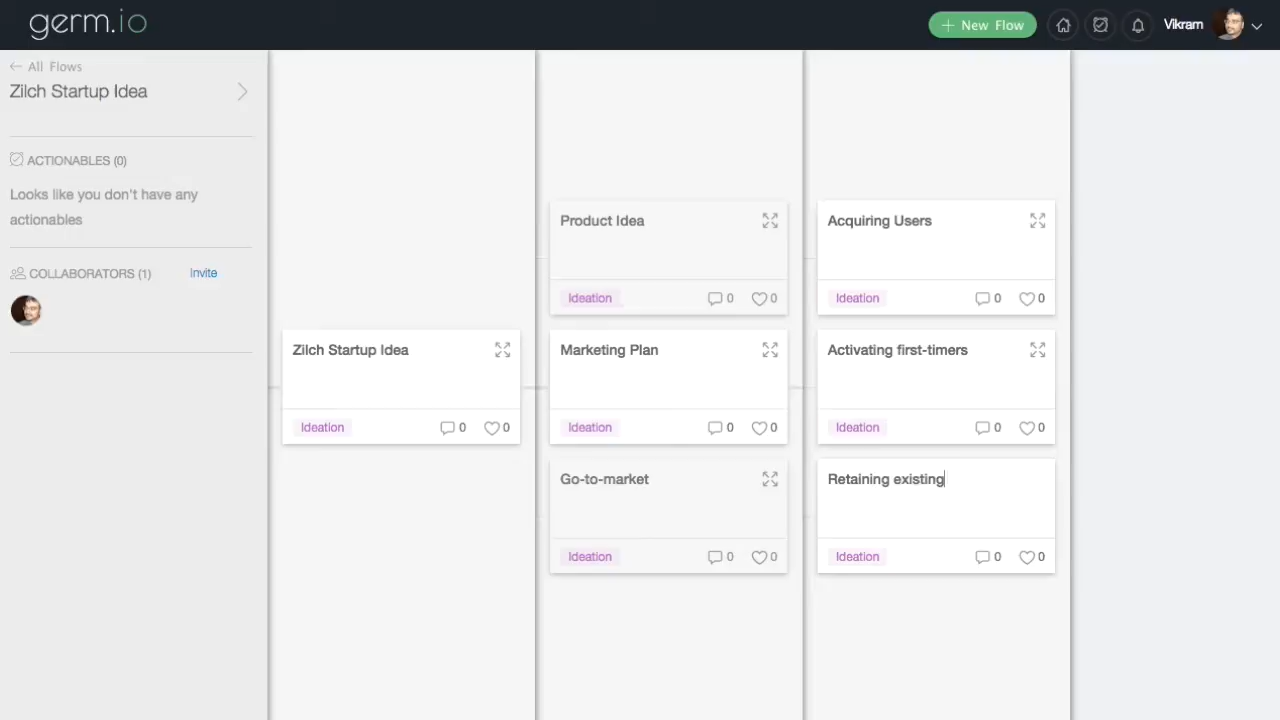 germ.io
New Flow
Vikram
All Flows
Zilch Startup Idea
ACTIONABLES (0)
Looks like you don't have any
actionables
COLLABORATORS (1)
Invite
Zilch Startup Idea
Ideation
0
0
Product Idea
Ideation
0
0
Marketing Plan
Ideation
0
0
Go-to-market
Ideation
0
0
Acquiring Users
Ideation
0
0
Activating first-timers
Ideation
0
0
Retaining existing
Ideation
0
0